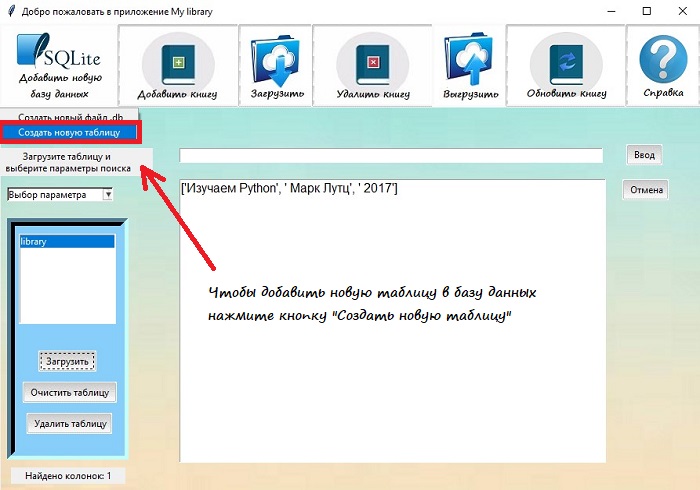 Добро пожаловать в приложение My library
SQLite
Добавить новую
базу данных
Добавить книгу
Загрузить
Удалить книгу
Выгрузить
Обновить книгу
Справка
Создать новый файл .db
Создать новую таблицу
Загрузите таблицу и
выберите параметры поиска
Ввод
Выбор параметра
['Изучаем Python', ' Марк Лутц', ' 2017']
Отмена
library
Чтобы добавить новую таблицу в базу данных
нажмите кнопку "Создать новую таблицу"
Загрузить
Очистить таблицу
Удалить таблицу
Найдено колонок: 1